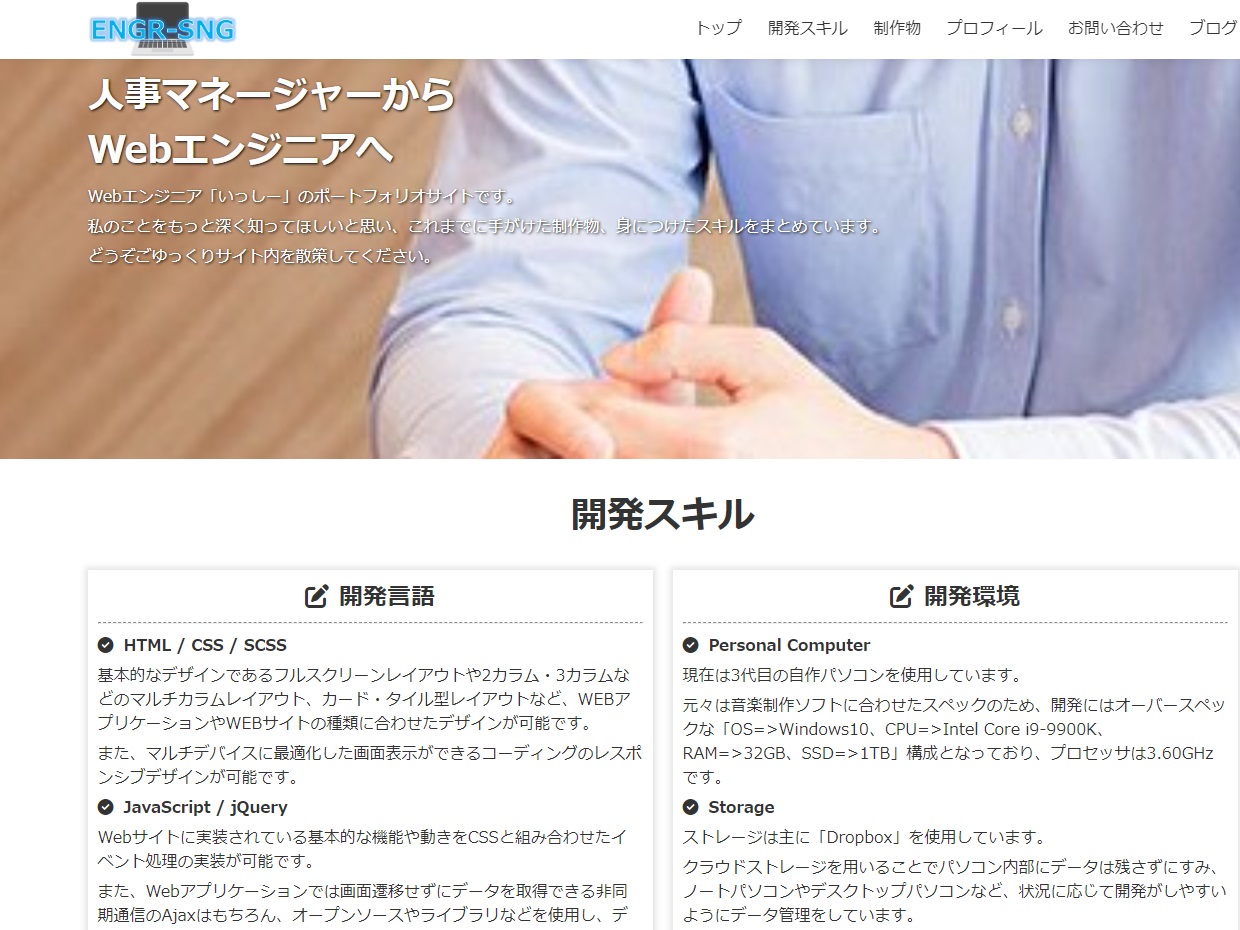 ENGR-SNG
トップ 開発スキル 制作物 プロフィール お問い合わせ ブログ
人事マネージャーから
Webエンジニアへ
Webエンジニア「いっしー」のポートフォリオサイトです。
私のことをもっと深く知ってほしいと思い、これまでに手がけた制作物、身につけたスキルをまとめています。
どうぞごゆっくりサイト内を散策してください。
開発スキル
開発言語
HTML / CSS / SCSS
基本的なデザインであるフルスクリーンレイアウトや2カラム・3カラムな
どのマルチカラムレイアウト、カード・タイル型レイアウトなど、WEBア
プリケーションやWEBサイトの種類に合わせたデザインが可能です。
また、マルチデバイスに最適化した画面表示ができるコーディングのレスポ
ンシブデザインが可能です。
JavaScript / jQuery
Webサイトに実装されている基本的な機能や動きをCSSと組み合わせたイ
ベント処理の実装が可能です。
また、Webアプリケーションでは画面遷移せずにデータを取得できる非同
期通信のAjaxはもちろん、オープンソースやライブラリなどを使用し、デ
開発環境
Personal Computer
現在は3代目の自作パソコンを使用しています。
元々は音楽制作ソフトに合わせたスペックのため、開発にはオーバースペッ
クな「OS=>Windows10、CPU=>Intel Core i9-9900K、
RAM=>32GB、SSD=>1TB」構成となっており、プロセッサは3.60GHz
です。
Storage
ストレージは主に「Dropbox」を使用しています。
クラウドストレージを用いることでパソコン内部にデータは残さずにすみ、
ノートパソコンやデスクトップパソコンなど、状況に応じて開発がしやすい
ようにデータ管理をしています。